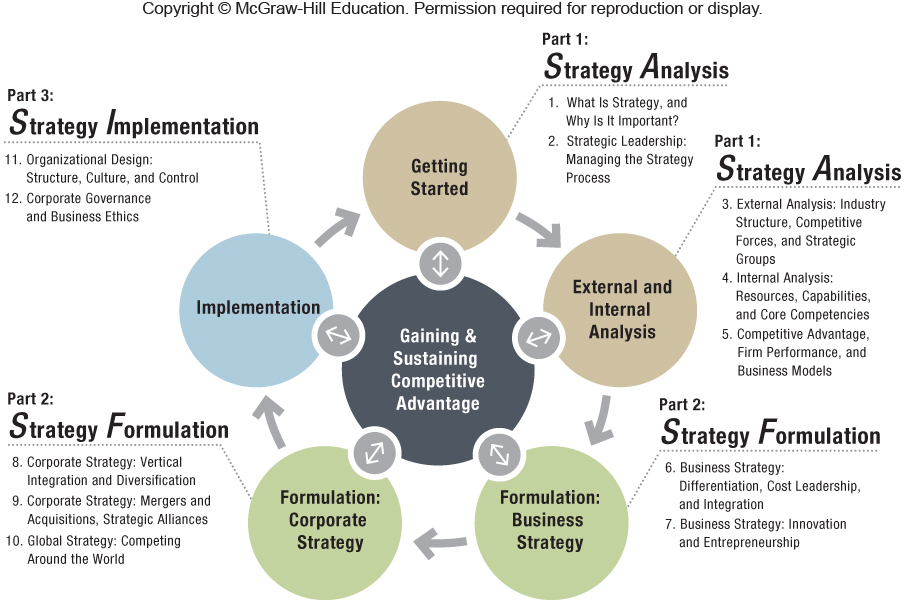 Copyright © McGraw-Hill Education. Permission required for reproduction or display.
Part 1:
Strategy Analysis
1. What Is Strategy, and
Why Is It Important?
2. Strategic Leadership:
Managing the Strategy
Process
Part 1:
Strategy Analysis
3. External Analysis: Industry
Structure, Competitive
Forces, and Strategic
Groups
4. Internal Analysis:
Resources, Capabilities,
and Core Competencies
5. Competitive Advantage,
Firm Performance, and
Business Models
Part 2:
Strategy Formulation
6. Business Strategy:
Differentiation, Cost Leadership,
and Integration
7. Business Strategy: Innovation
and Entrepreneurship
Part 2:
Strategy Formulation
8. Corporate Strategy: Vertical
Integration and Diversification
9. Corporate Strategy: Mergers and
Acquisitions, Strategic Alliances
10. Global Strategy: Competing
Around the World
Part 3:
Strategy Implementation
11. Organizational Design:
Structure, Culture, and Control
12. Corporate Governance
and Business Ethics
Getting
Started
External and
Internal
Analysis
Formulation:
Business
Strategy
Formulation:
Corporate
Strategy
Implementation
Gaining &
Sustaining
Competitive
Advantage